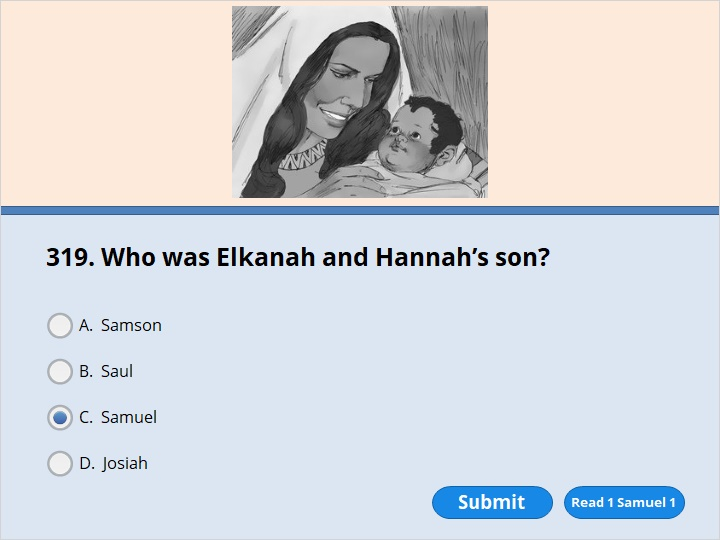 319. Who was Elkanah and Hannah’s son?
A. Samson
B. Saul
C. Samuel
D. Josiah
Submit
Read 1 Samuel 1